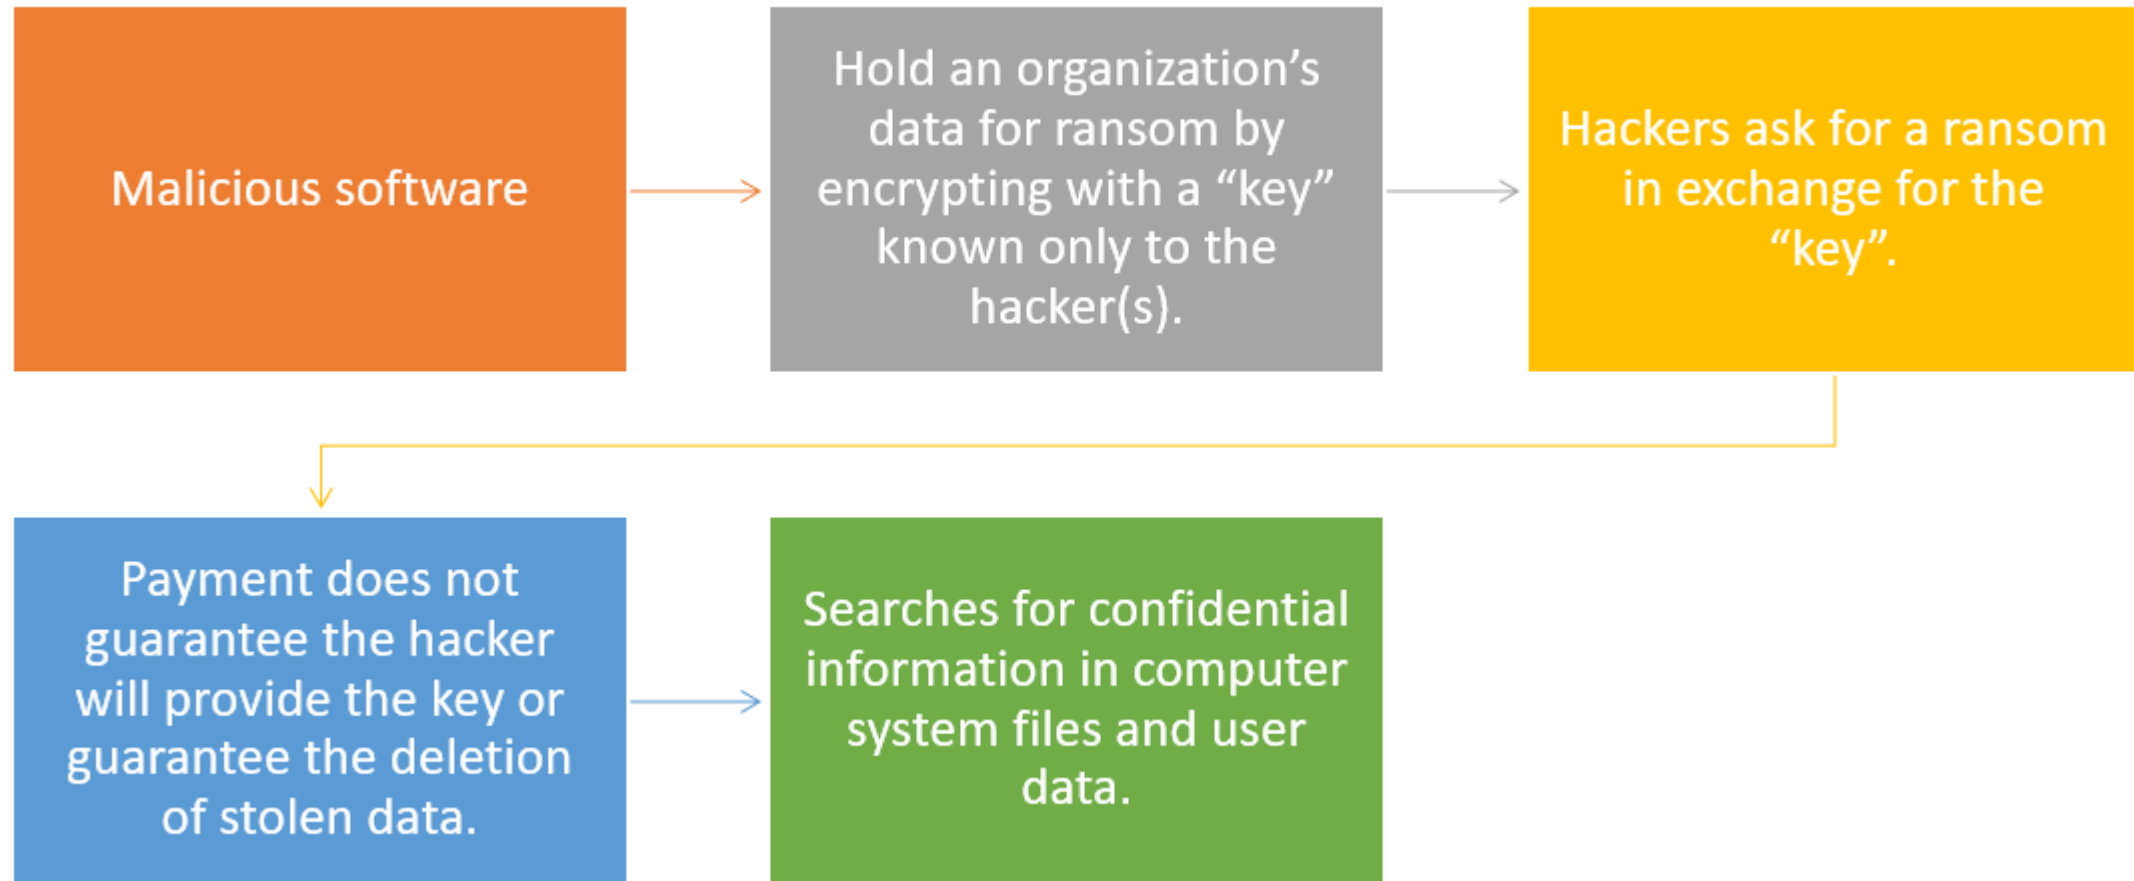 Malicious software
Hold an organization’s
data for ransom by
encrypting with a “key”
known only to the
hacker(s).
Hackers ask for a ransom
in exchange for the
“key”.
Payment does not
guarantee the hacker
will provide the key or
guarantee the deletion
of stolen data.
Searches for confidential
information in computer
system files and user
data.